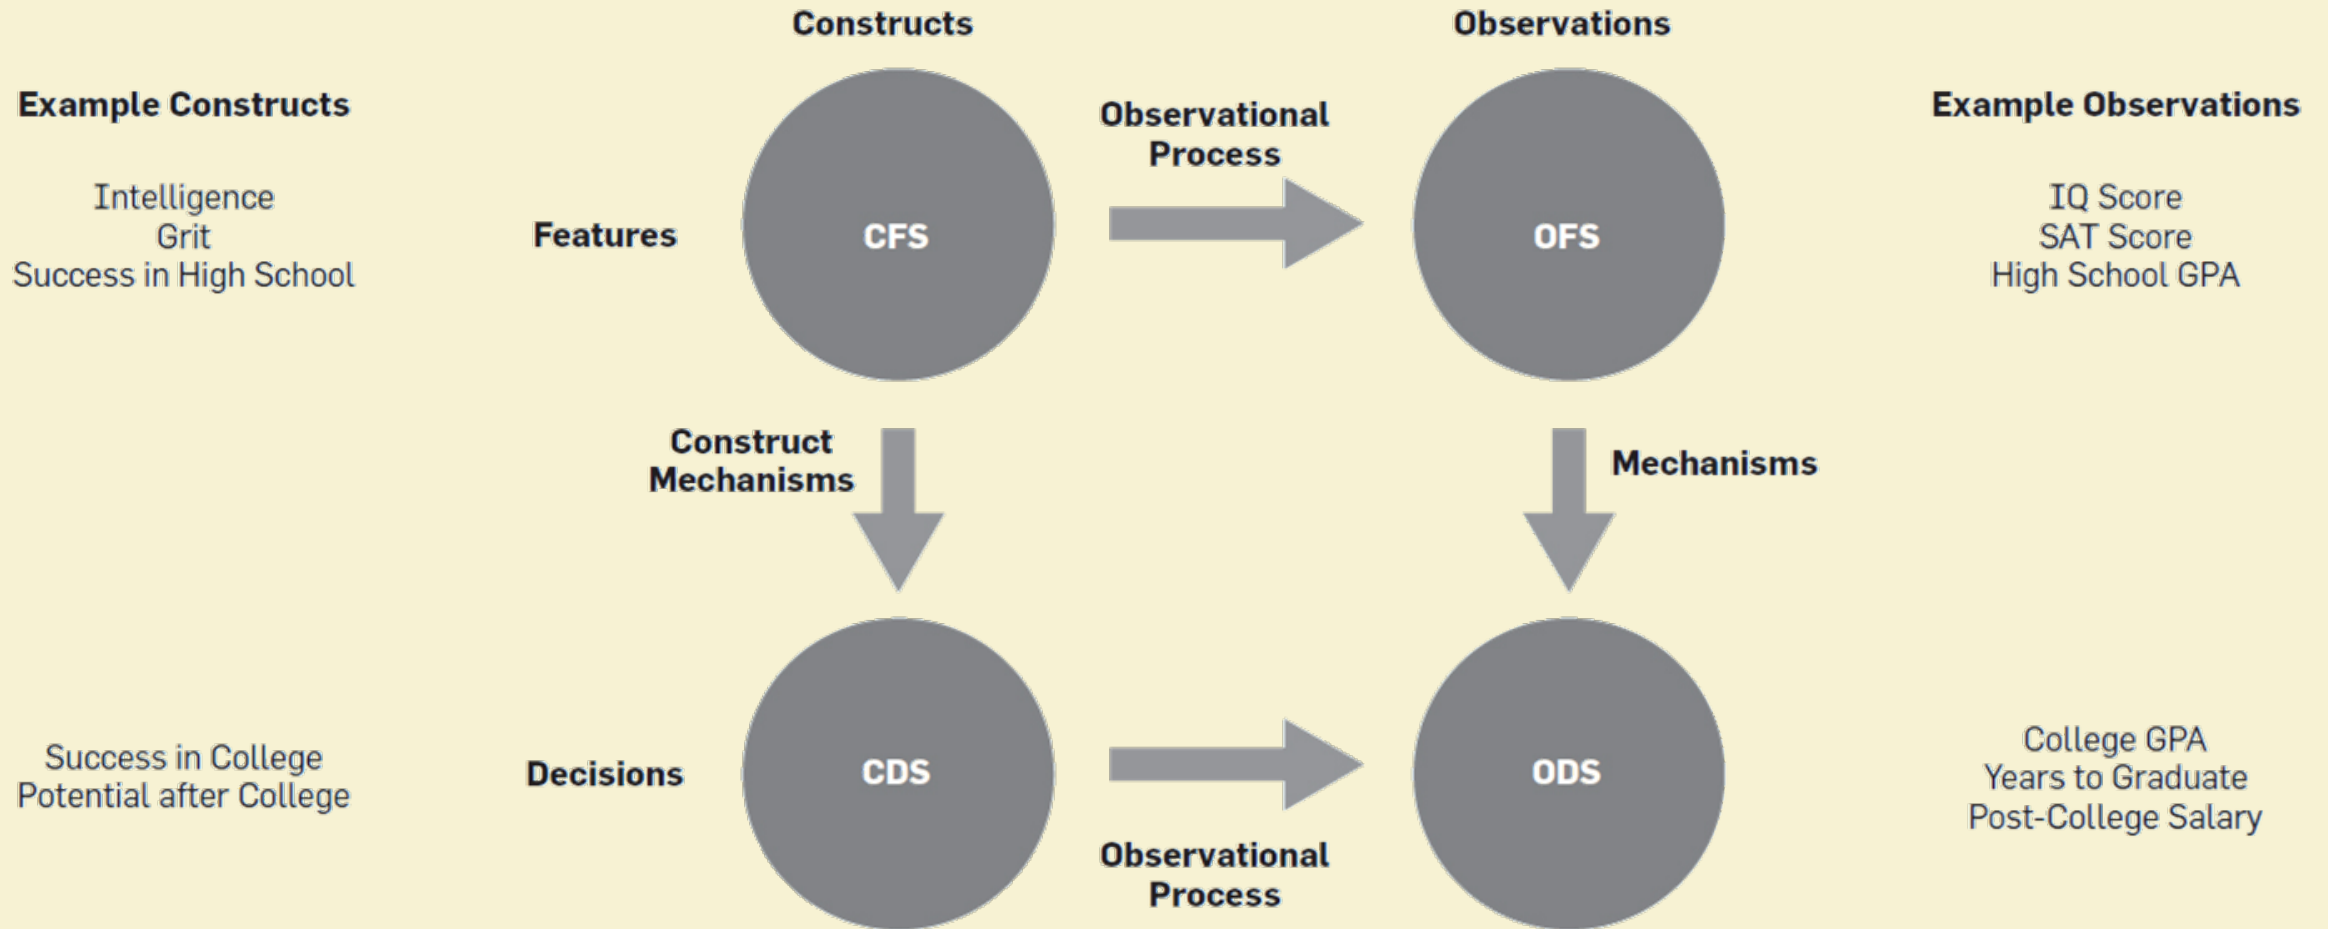 Constructs
Observations
Example Constructs
Observational
Process
Example Observations
Intelligence
Grit
Success in High School
Features
CFS
OFS
IQ Score
SAT Score
High School GPA
Construct
Mechanisms
Mechanisms
Success in College
Potential after College
Decisions
CDS
ODS
College GPA
Years to Graduate
Post-College Salary
Observational
Process